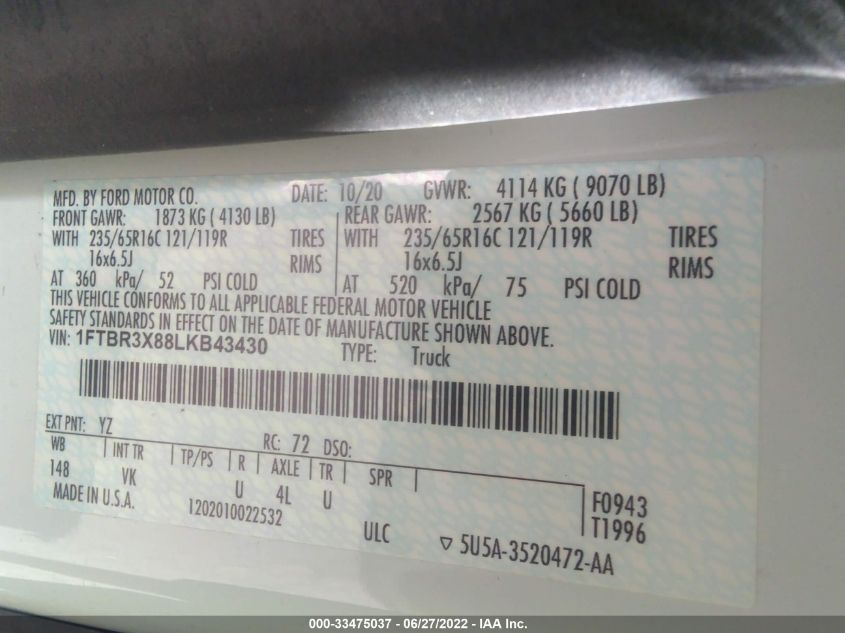 MFD. BY FORD MOTOR CO. DATE: 10/20 GVWR: 4114 KG ( 9070 LB)
FRONT GAWR: 1873 KG ( 4130 LB) REAR GAWR: 2567 KG ( 5660 LB)
WITH 235/65R16C 121/119R TIRES WITH 235/65R16C 121/119R TIRES
16x6.5J RIMS 16x6.5J RIMS
AT 360 kPa/ 52 PSI COLD AT 520 kPa/ 75 PSI COLD
THIS VEHICLE CONFORMS TO ALL APPLICABLE FEDERAL MOTOR VEHICLE
SAFETY STANDARDS IN EFFECT ON THE DATE OF MANUFACTURE SHOWN ABOVE.
VIN: 1FTBR3X88LKB43430 TYPE: Truck
EXT PNT: YZ RC: 72 DSO:
WB INT TR TP/PS R AXLE TR SPR
148 VK U 4L U F0943
MADE IN U.S.A. 1202010022532 T1996
ULC 5U5A-3520472-AA
000-33475037 - 06/27/2022 - IAA Inc.